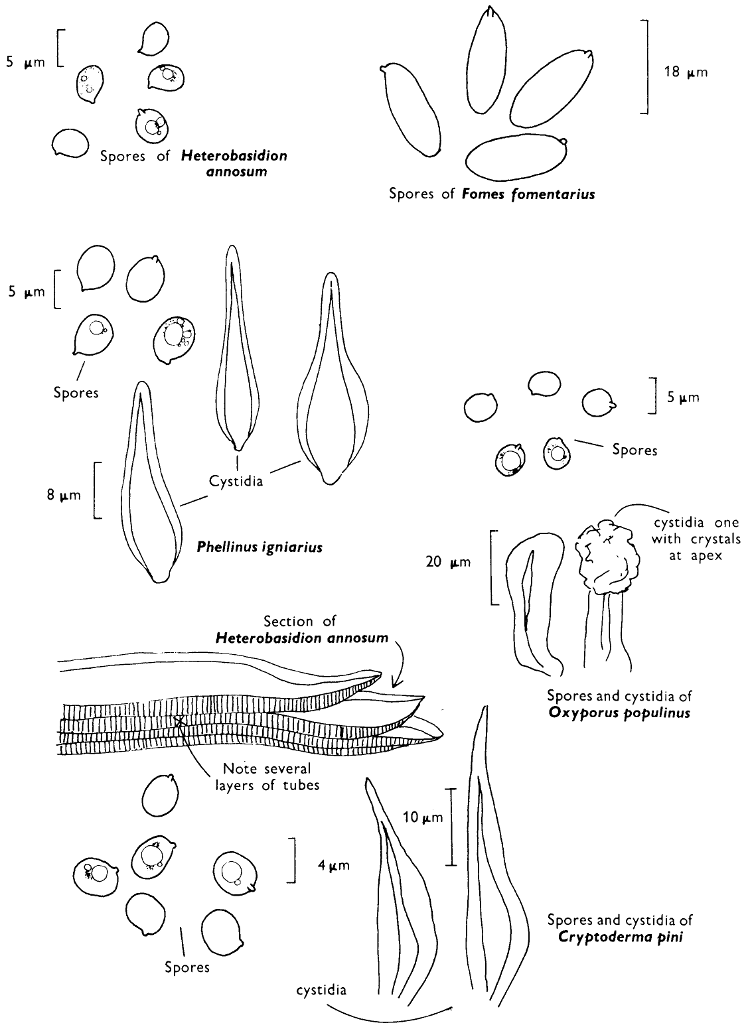 5 μm
Spores of Heterobasidion
annosum
18 μm
Spores of Fomes fomentarius
5 μm
Spores
Cystidia
8 μm
Phellinus igniarius
5 μm
Spores
cystidia one
with crystals
at apex
20 μm
Spores and cystidia of
Oxyporus populinus
Section of
Heterobasidion annosum
Note several
layers of tubes
10 μm
4 μm
Spores
Spores and cystidia of
Cryptoderma pini
cystidia